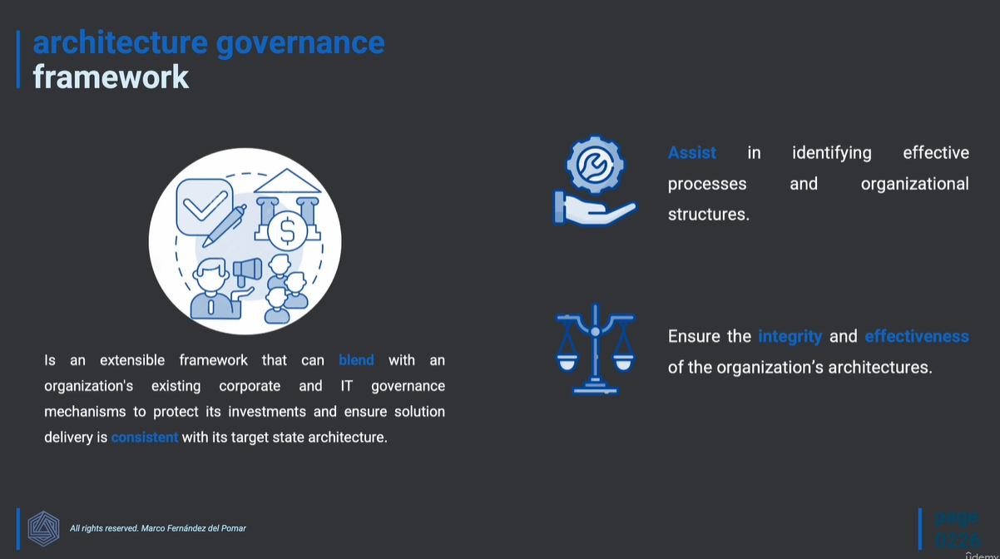 architecture governance
framework
Is an extensible framework that can blend with an
organization's existing corporate and IT governance
mechanisms to protect its investments and ensure solution
delivery is consistent with its target state architecture.
Assist in identifying effective
processes and organizational
structures.
Ensure the integrity and effectiveness
of the organization’s architectures.
$
All rights reserved. Marco Fernández del Pomar
page
0226
ûdemy